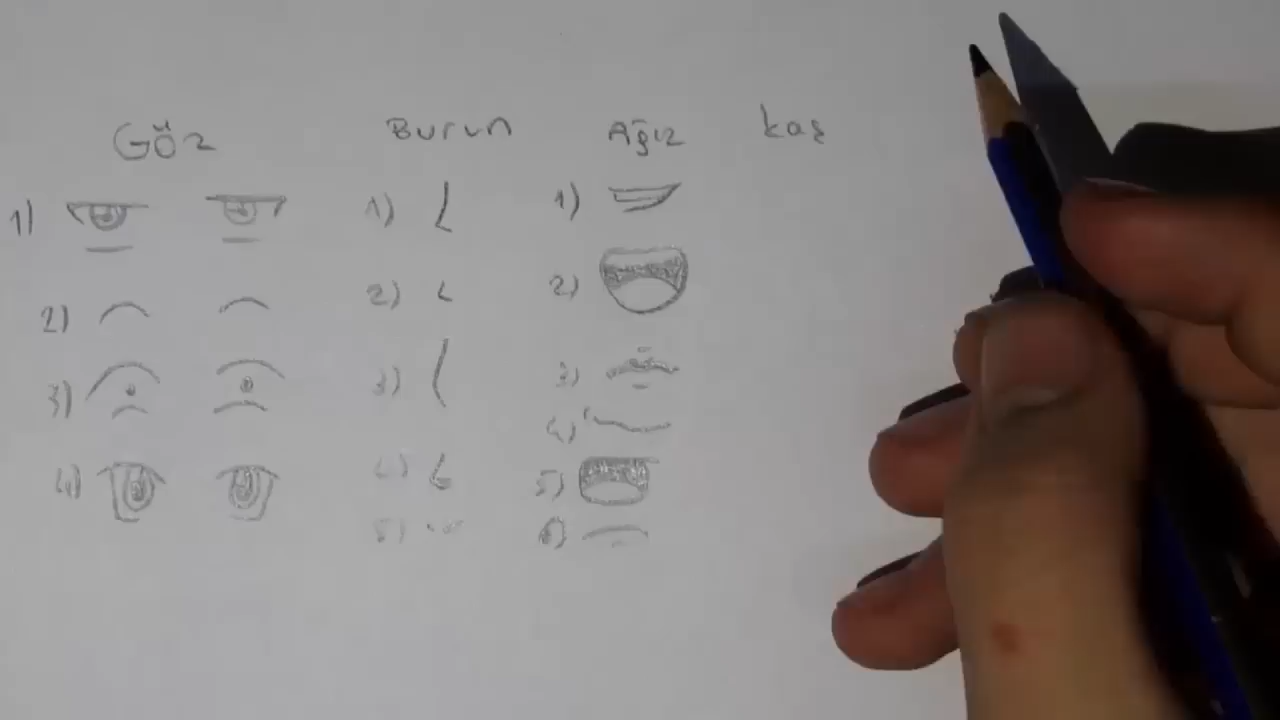 Göz Burun Ağız kaş
1) 1) 1)
2) 2) 2)
3) 3) 3)
4) 4) 4)
5) 5)
6)